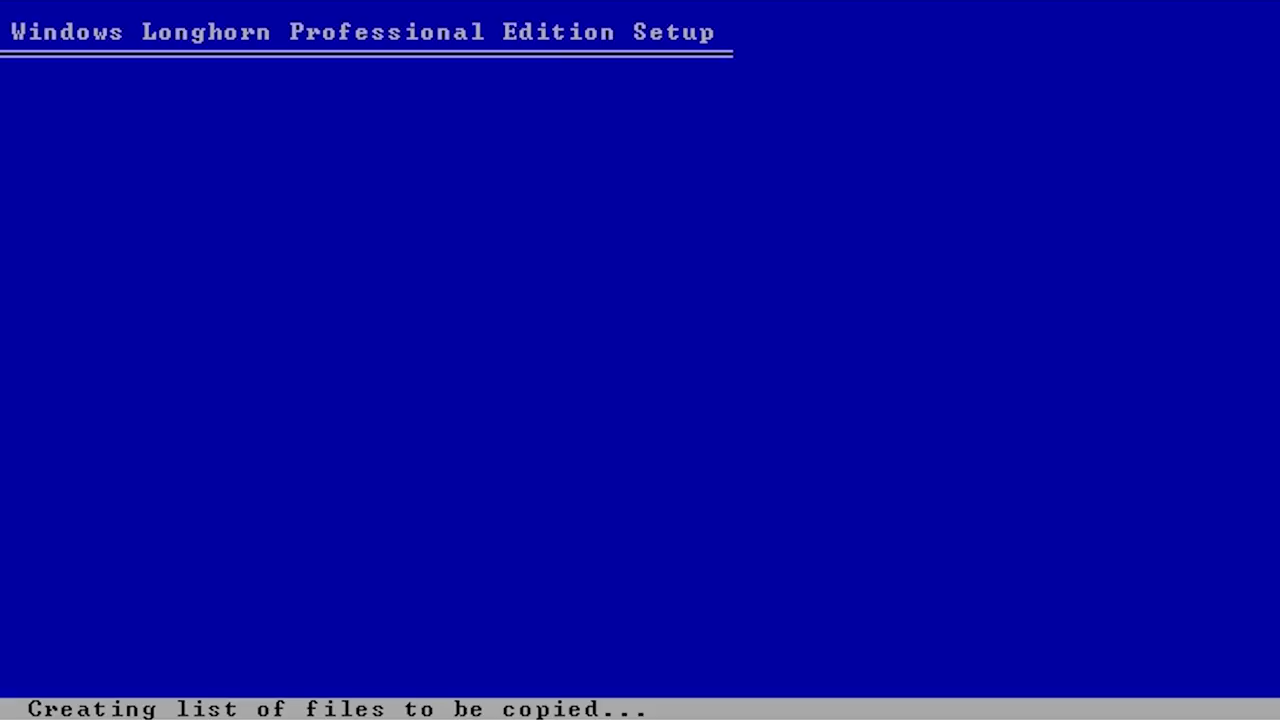 Windows Longhorn Professional Edition Setup
Creating list of files to be copied...